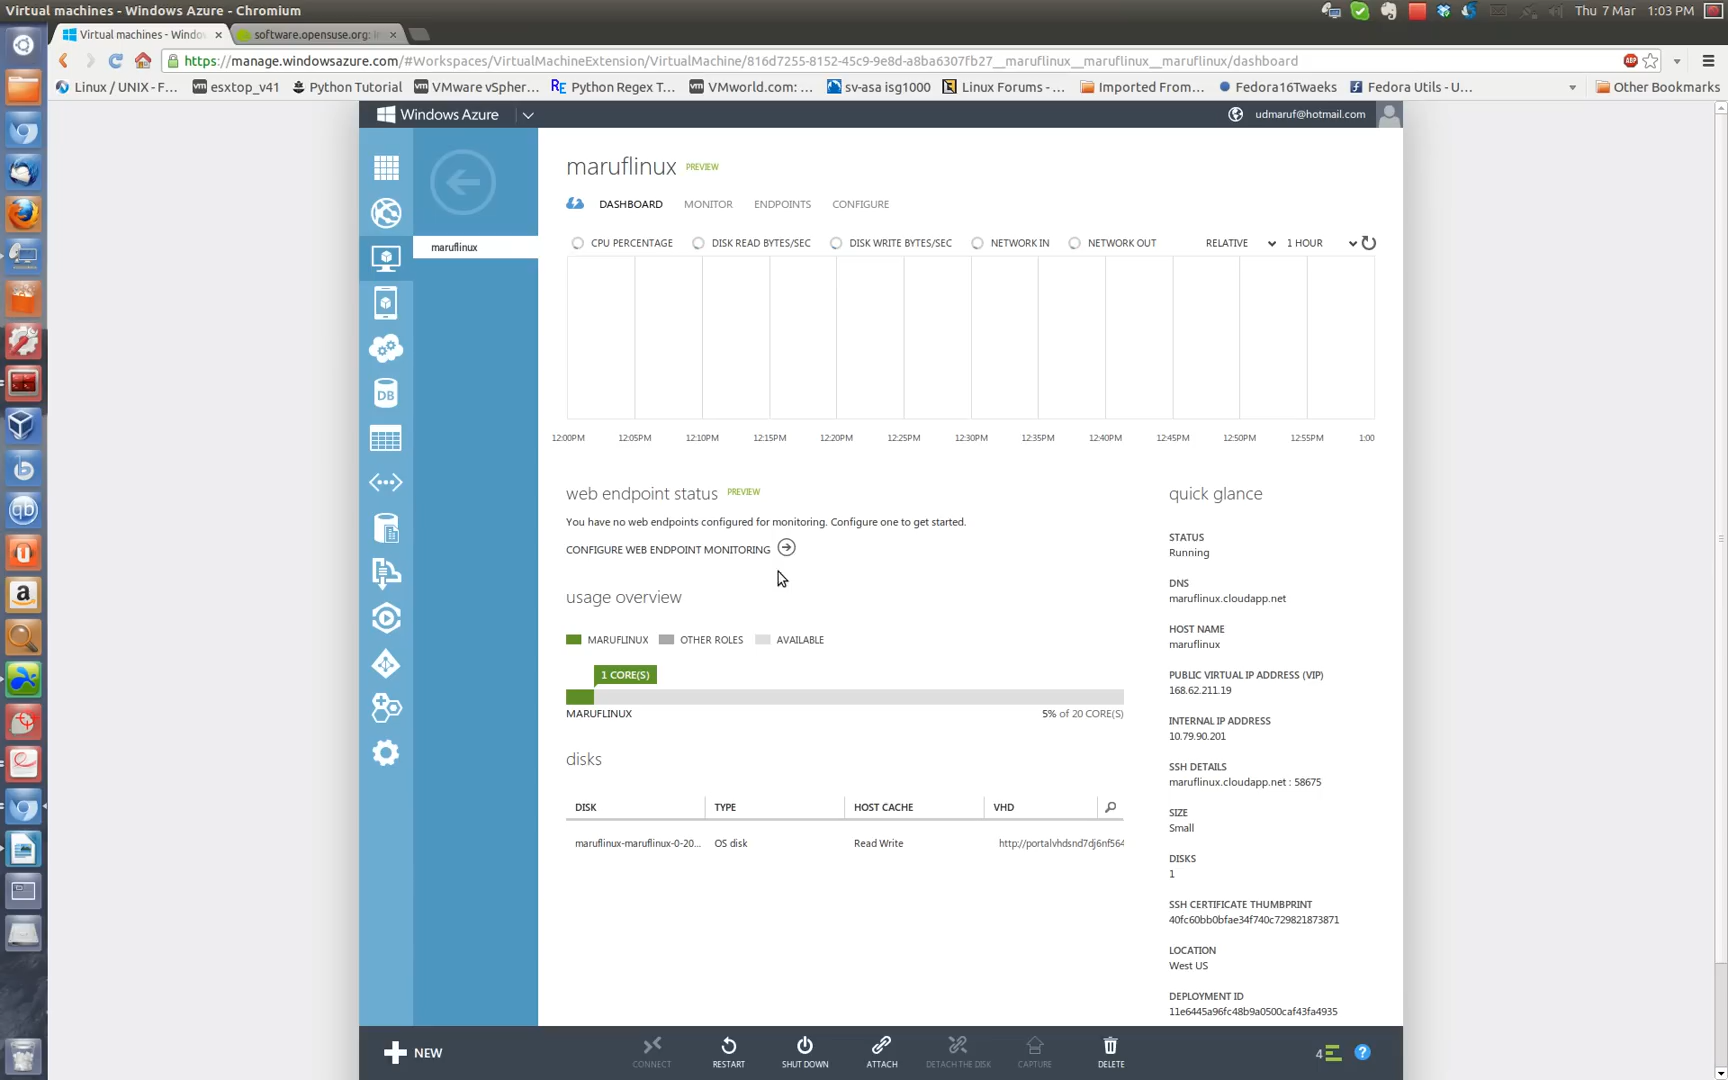 Virtual machines - Windows Azure - Chromium
Thu 7 Mar 1:03 PM
Virtual machines - Windo
software.opensuse.org: i
https://manage.windowsazure.com/#Workspaces/VirtualMachineExtension/VirtualMachine/816d7255-8152-45c9-9e8d-a8ba6307fb27__maruflinux__maruflinux__maruflinux/dashboard
ABP
Linux / UNIX - F...
vm esxtop_v41
Python Tutorial
vm VMware vSpher...
RE Python Regex T...
vm VMworld.com: ...
sv-asa isg1000
Linux Forums - ...
Imported From...
Fedora16Twaeks
Fedora Utils - U...
Other Bookmarks
Windows Azure
udmaruf@hotmail.com
maruflinux PREVIEW
DASHBOARD MONITOR ENDPOINTS CONFIGURE
maruflinux
CPU PERCENTAGE DISK READ BYTES/SEC DISK WRITE BYTES/SEC NETWORK IN NETWORK OUT RELATIVE 1 HOUR
DB
12:00PM 12:05PM 12:10PM 12:15PM 12:20PM 12:25PM 12:30PM 12:35PM 12:40PM 12:45PM 12:50PM 12:55PM 1:00
web endpoint status PREVIEW
You have no web endpoints configured for monitoring. Configure one to get started.
CONFIGURE WEB ENDPOINT MONITORING
usage overview
MARUFLINUX OTHER ROLES AVAILABLE
1 CORE(S)
MARUFLINUX 5% of 20 CORE(S)
disks
DISK TYPE HOST CACHE VHD
maruflinux-maruflinux-0-20... OS disk Read Write http://portalvhdsnd7dj6nf564
quick glance
STATUS
Running
DNS
maruflinux.cloudapp.net
HOST NAME
maruflinux
PUBLIC VIRTUAL IP ADDRESS (VIP)
168.62.211.19
INTERNAL IP ADDRESS
10.79.90.201
SSH DETAILS
maruflinux.cloudapp.net : 58675
SIZE
Small
DISKS
1
SSH CERTIFICATE THUMBPRINT
40fc60bb0bfae34f740c729821873871
LOCATION
West US
DEPLOYMENT ID
11e6445a96fc48b9a0500caf43fa4935
NEW
CONNECT
RESTART
SHUT DOWN
ATTACH
DETACH THE DISK
CAPTURE
DELETE
4
?